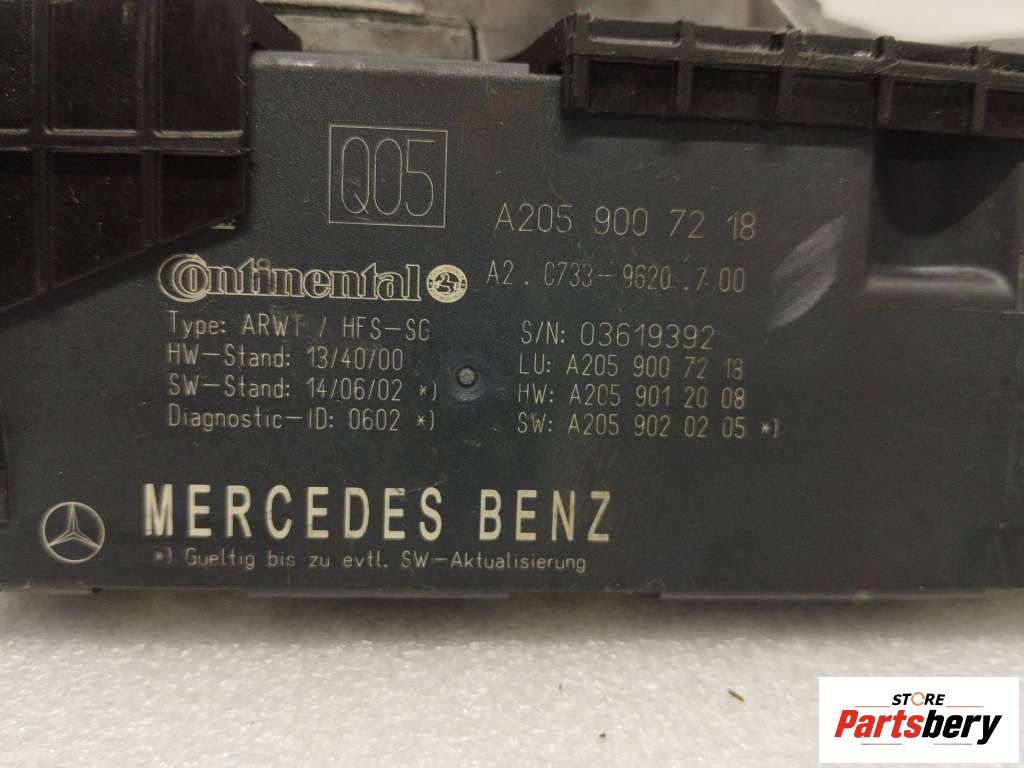 Q05
A205 900 72 18
Continental
A2.C733-9620.7.00
Type: ARWT / HFS-SG
S/N: 03619392
HW-Stand: 13/40/00
LU: A205 900 72 18
SW-Stand: 14/06/02 *)
HW: A205 901 20 08
Diagnostic-ID: 0602 *)
SW: A205 902 02 05 *)
MERCEDES BENZ
*) Gueltig bis zu evtl. SW-Aktualisierung
STORE
Partsbery